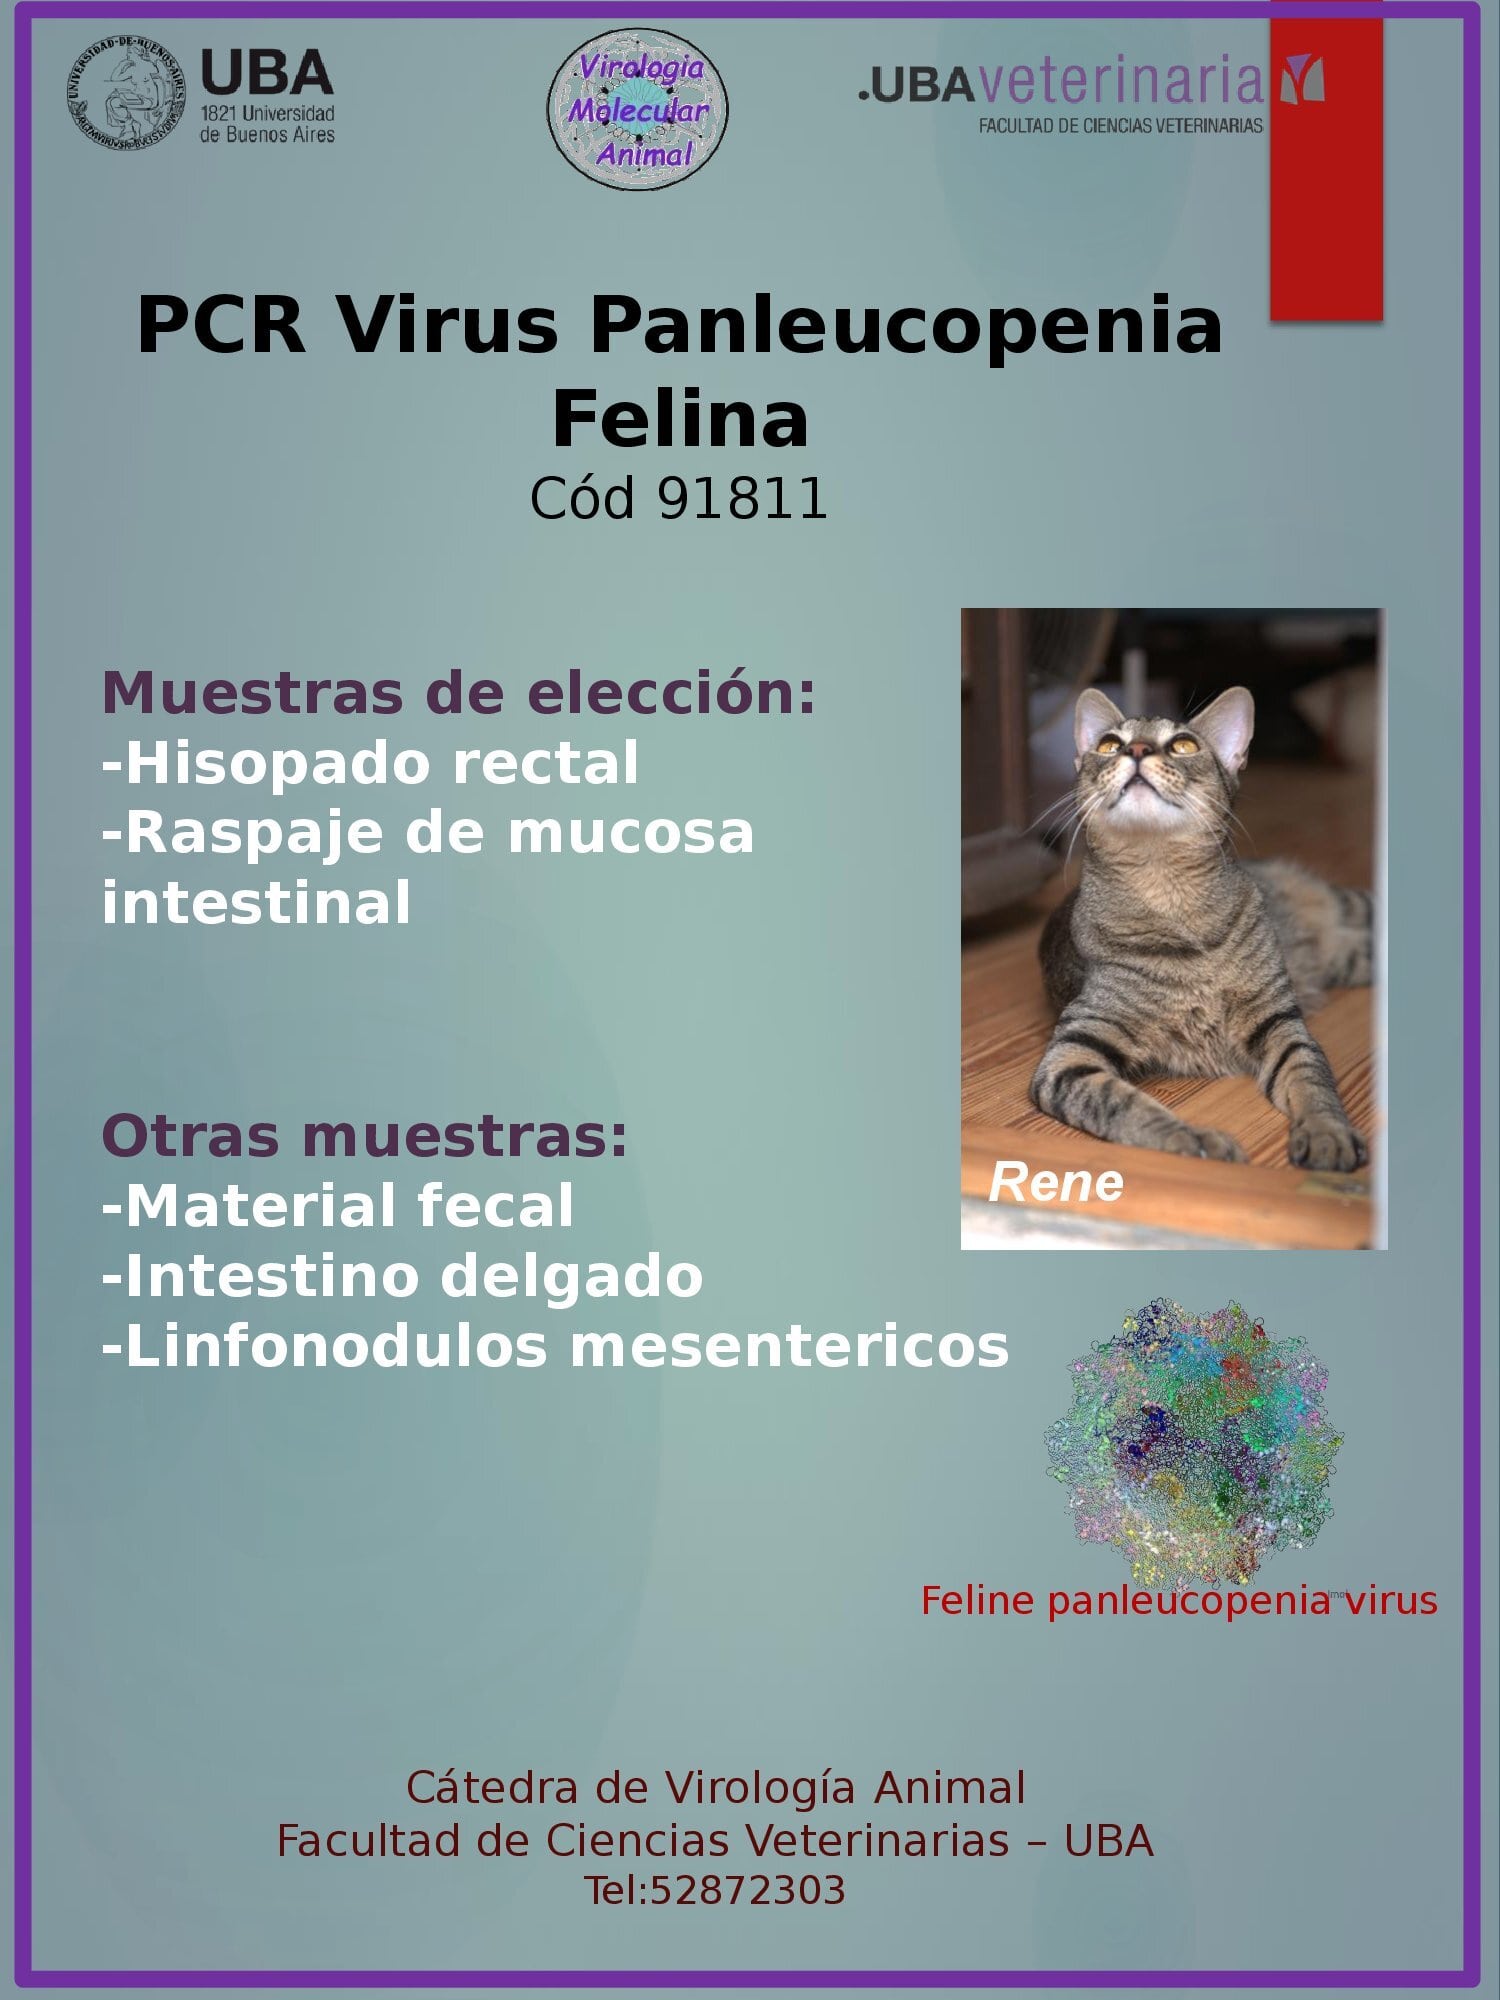 UNIVERSIDAD·DE·BUENOS·AIRES
UBA
1821 Universidad
de Buenos Aires
Virología
Molecular
Animal
.UBAveterinaria
FACULTAD DE CIENCIAS VETERINARIAS
PCR Virus Panleucopenia
Felina
Cód 91811
Muestras de elección:
-Hisopado rectal
-Raspaje de mucosa
intestinal
Rene
Otras muestras:
-Material fecal
-Intestino delgado
-Linfonodulos mesentericos
Feline panleucopenia virus
Cátedra de Virología Animal
Facultad de Ciencias Veterinarias – UBA
Tel:52872303